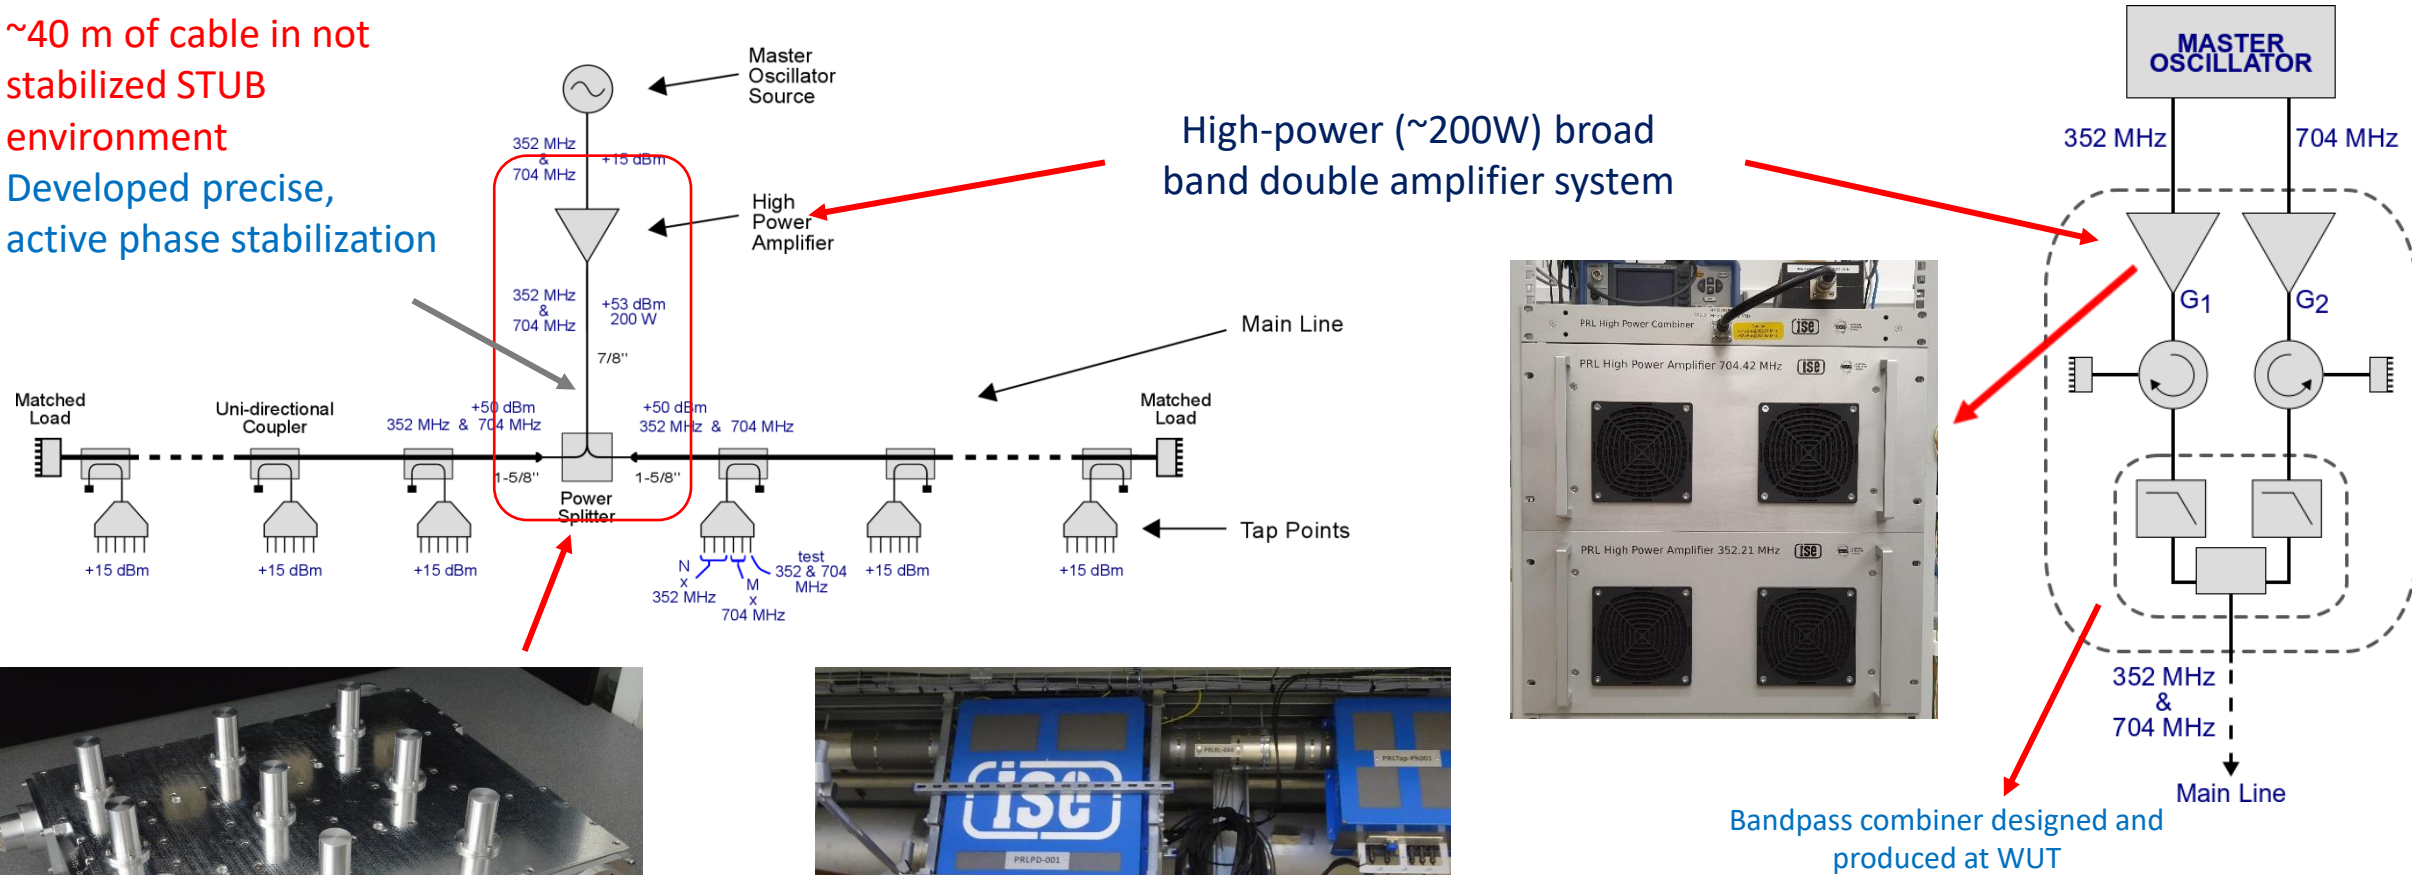 ~40 m of cable in not
stabilized STUB
environment
Developed precise,
active phase stabilization
Master
Oscillator
Source
352 MHz
&
704 MHz
+15 dBm
High
Power
Amplifier
352 MHz
&
704 MHz
+53 dBm
200 W
7/8"
Main Line
Matched
Load
Uni-directional
Coupler
+50 dBm
352 MHz & 704 MHz
+50 dBm
352 MHz & 704 MHz
Matched
Load
1-5/8"
1-5/8"
Power
Splitter
Tap Points
+15 dBm
+15 dBm
+15 dBm
N
x
352 MHz
M
x
704 MHz
test
352 & 704
MHz
+15 dBm
+15 dBm
High-power (~200W) broad
band double amplifier system
PRL High Power Combiner
ise
PRL High Power Amplifier 704.42 MHz
ise
PRL High Power Amplifier 352.21 MHz
ise
MASTER
OSCILLATOR
352 MHz
704 MHz
G1
G2
352 MHz
&
704 MHz
Main Line
Bandpass combiner designed and
produced at WUT
ise
PRLPD-001
PRLTap-Ph001